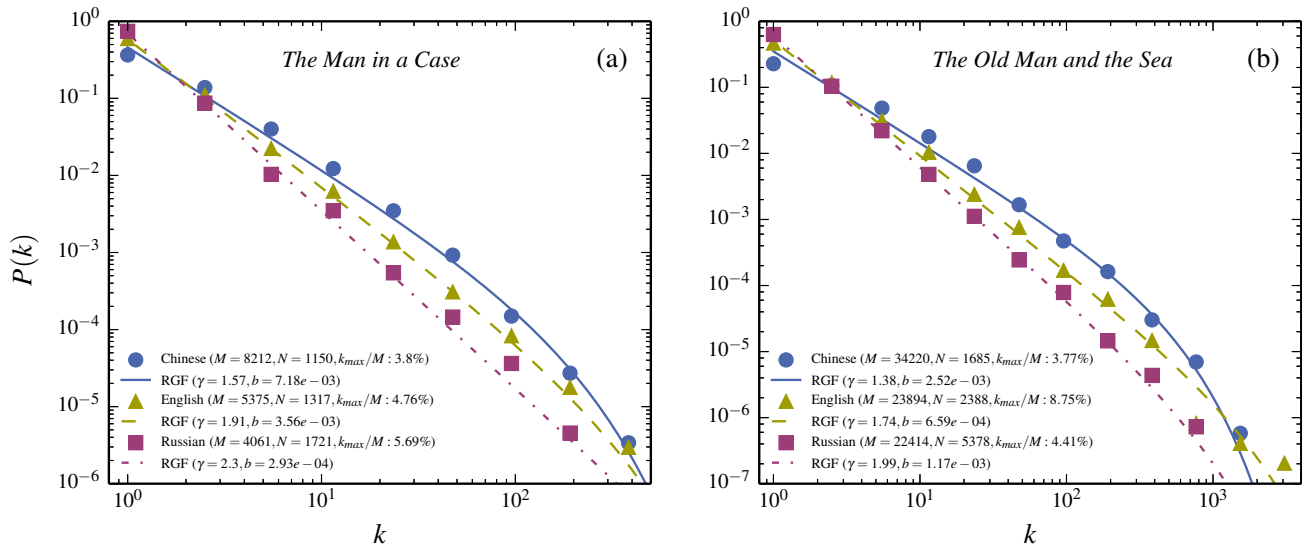 The Man in a Case
(a)
10^0
10^-1
10^-2
10^-3
10^-4
10^-5
10^-6
P(k)
Chinese (M = 8212, N = 1150, k_max/M : 3.8%)
RGF (γ = 1.57, b = 7.18e − 03)
English (M = 5375, N = 1317, k_max/M : 4.76%)
RGF (γ = 1.91, b = 3.56e − 03)
Russian (M = 4061, N = 1721, k_max/M : 5.69%)
RGF (γ = 2.3, b = 2.93e − 04)
10^0 10^1 10^2
k
The Old Man and the Sea
(b)
10^0
10^-1
10^-2
10^-3
10^-4
10^-5
10^-6
10^-7
Chinese (M = 34220, N = 1685, k_max/M : 3.77%)
RGF (γ = 1.38, b = 2.52e − 03)
English (M = 23894, N = 2388, k_max/M : 8.75%)
RGF (γ = 1.74, b = 6.59e − 04)
Russian (M = 22414, N = 5378, k_max/M : 4.41%)
RGF (γ = 1.99, b = 1.17e − 03)
10^0 10^1 10^2 10^3
k